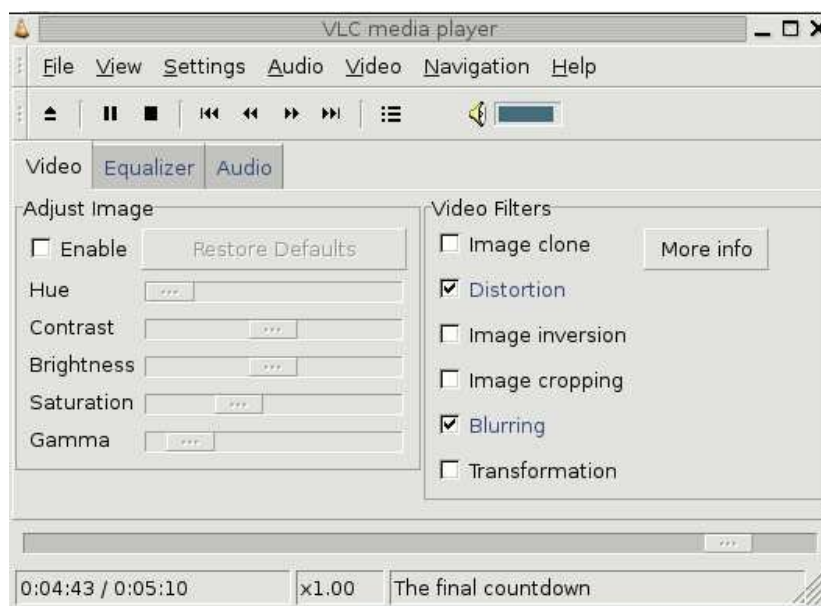 VLC media player
File View Settings Audio Video Navigation Help
Video Equalizer Audio
Adjust Image
Enable Restore Defaults
Hue
Contrast
Brightness
Saturation
Gamma
Video Filters
Image clone More info
Distortion
Image inversion
Image cropping
Blurring
Transformation
0:04:43 / 0:05:10 x1.00 The final countdown